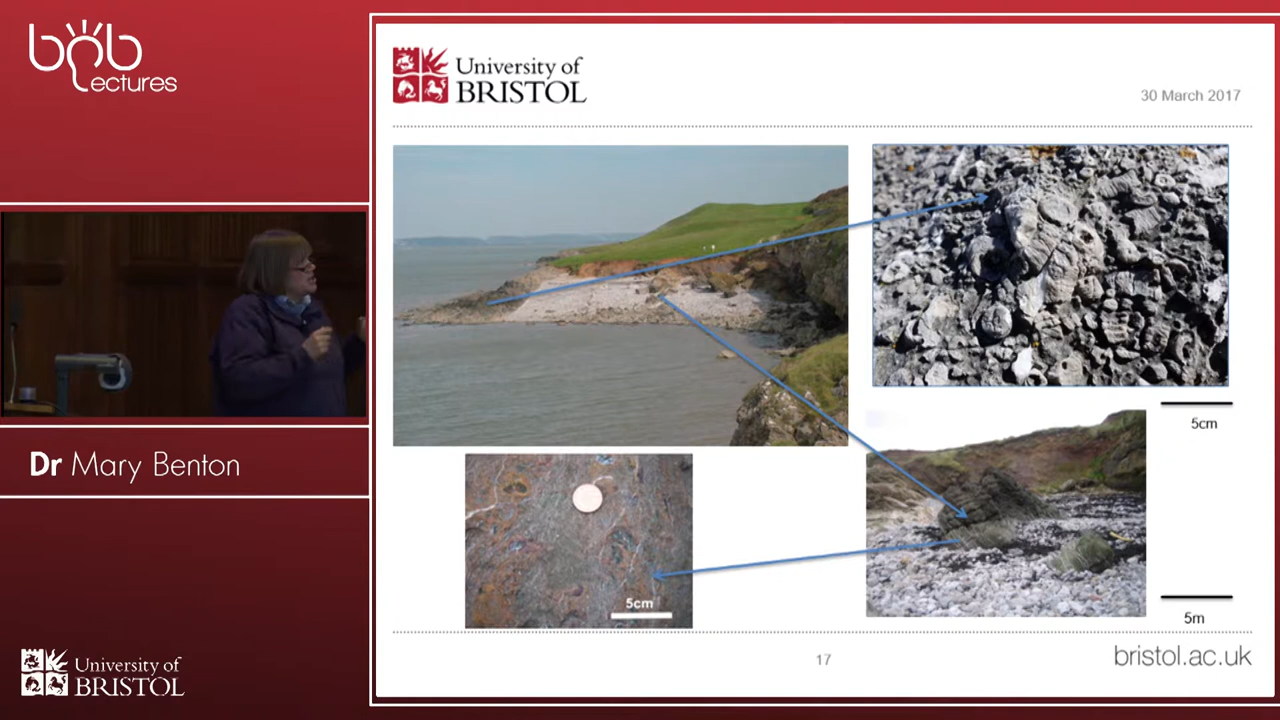 bob
Lectures
University of
BRISTOL
30 March 2017
5cm
5cm
5m
Dr Mary Benton
University of
BRISTOL
17
bristol.ac.uk